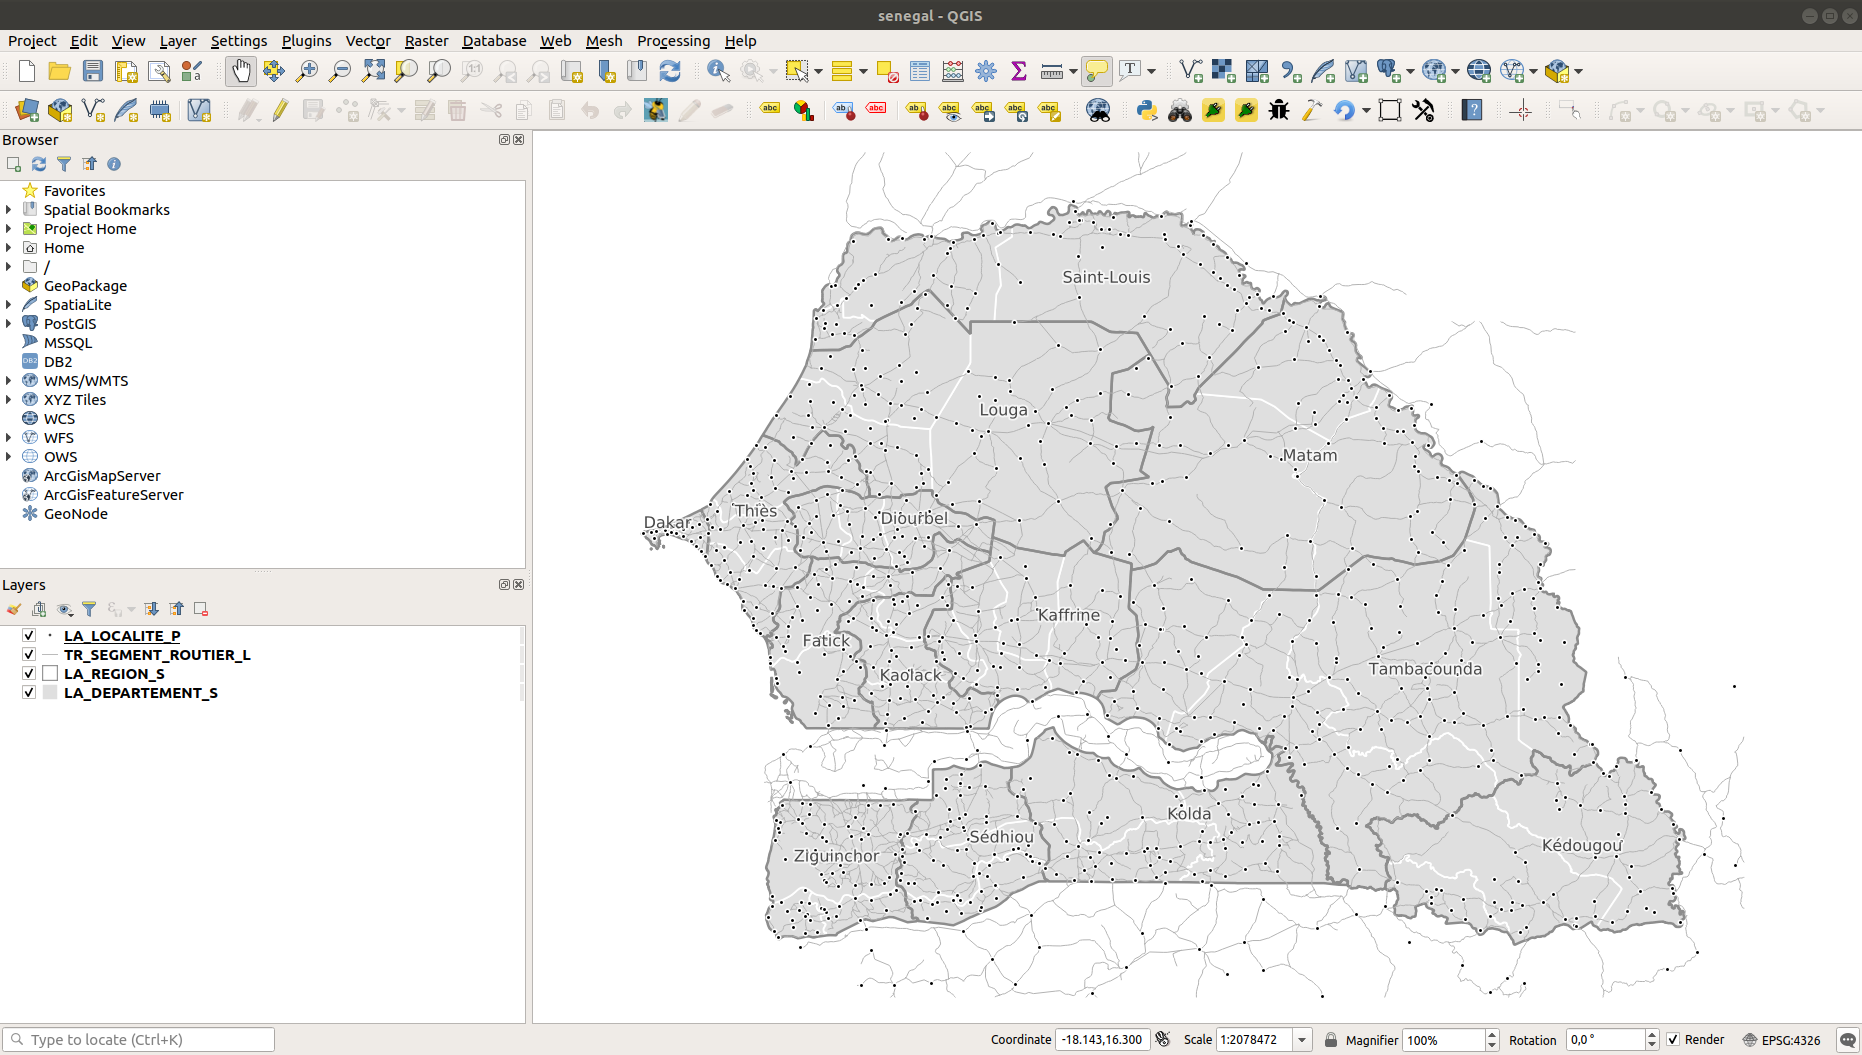 senegal - QGIS
Project Edit View Layer Settings Plugins Vector Raster Database Web Mesh Processing Help
Browser
Favorites
Spatial Bookmarks
Project Home
Home
/
GeoPackage
SpatiaLite
PostGIS
MSSQL
DB2
WMS/WMTS
XYZ Tiles
WCS
WFS
OWS
ArcGisMapServer
ArcGisFeatureServer
GeoNode
Layers
LA_LOCALITE_P
TR_SEGMENT_ROUTIER_L
LA_REGION_S
LA_DEPARTEMENT_S
Saint-Louis
Louga
Matam
Thiès
Diourbel
Dakar
Kaffrine
Fatick
Kaolack
Tambacounda
Kolda
Sédhiou
Kédougou
Ziguinchor
Type to locate (Ctrl+K)
Coordinate -18.143,16.300 Scale 1:2078472 Magnifier 100% Rotation 0,0 ° Render EPSG:4326